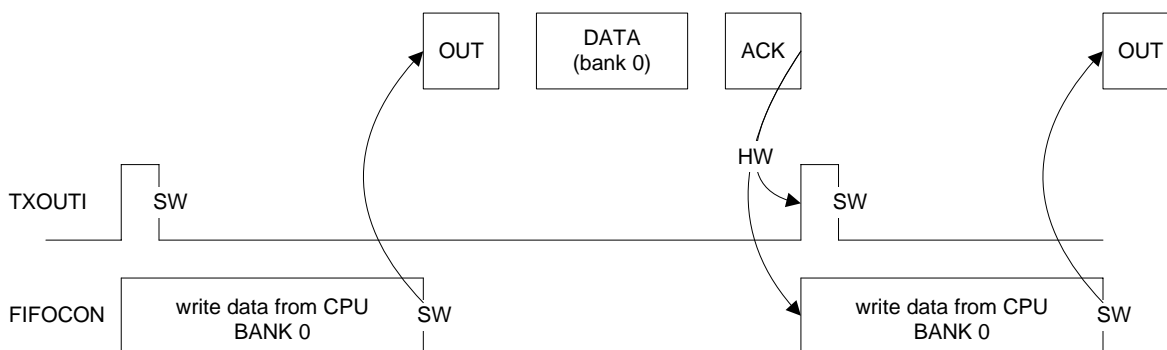 OUT
DATA
(bank 0)
ACK
OUT
HW
TXOUTI
SW
SW
FIFOCON
write data from CPU
BANK 0
SW
write data from CPU
BANK 0
SW